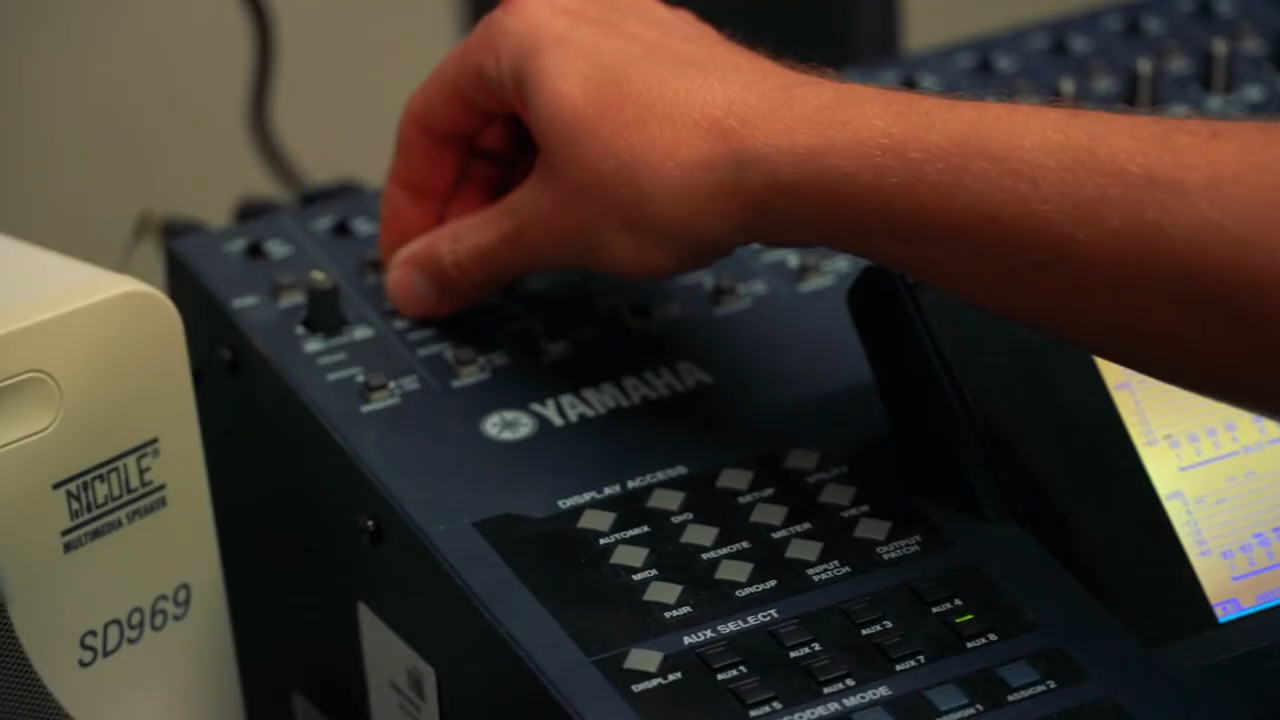 YAMAHA
DISPLAY ACCESS
AUTOMIX
DIO
SETUP
MIDI
REMOTE
METER
VIEW
PAIR
GROUP
INPUT PATCH
OUTPUT PATCH
AUX SELECT
DISPLAY
AUX 1
AUX 2
AUX 3
AUX 4
AUX 5
AUX 6
AUX 7
AUX 8
CODER MODE
ASSIGN 1
ASSIGN 2
NICOLE®
MULTIMEDIA SPEAKER
SD969